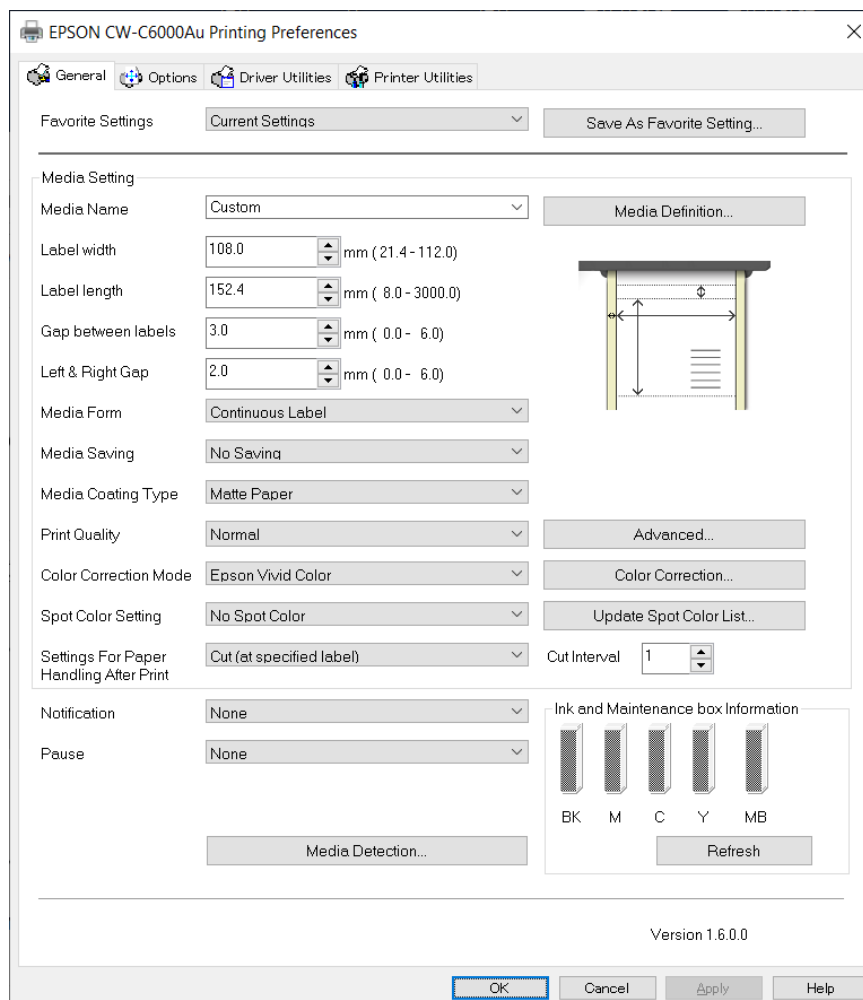 EPSON CW-C6000Au Printing Preferences
General Options Driver Utilities Printer Utilities
Favorite Settings Current Settings Save As Favorite Setting...
Media Setting
Media Name Custom Media Definition...
Label width 108.0 mm ( 21.4 - 112.0)
Label length 152.4 mm ( 8.0 - 3000.0)
Gap between labels 3.0 mm ( 0.0 - 6.0)
Left & Right Gap 2.0 mm ( 0.0 - 6.0)
Media Form Continuous Label
Media Saving No Saving
Media Coating Type Matte Paper
Print Quality Normal Advanced...
Color Correction Mode Epson Vivid Color Color Correction...
Spot Color Setting No Spot Color Update Spot Color List...
Settings For Paper
Handling After Print Cut (at specified label) Cut Interval 1
Notification None Ink and Maintenance box Information
Pause None
BK M C Y MB
Media Detection... Refresh
Version 1.6.0.0
OK Cancel Apply Help